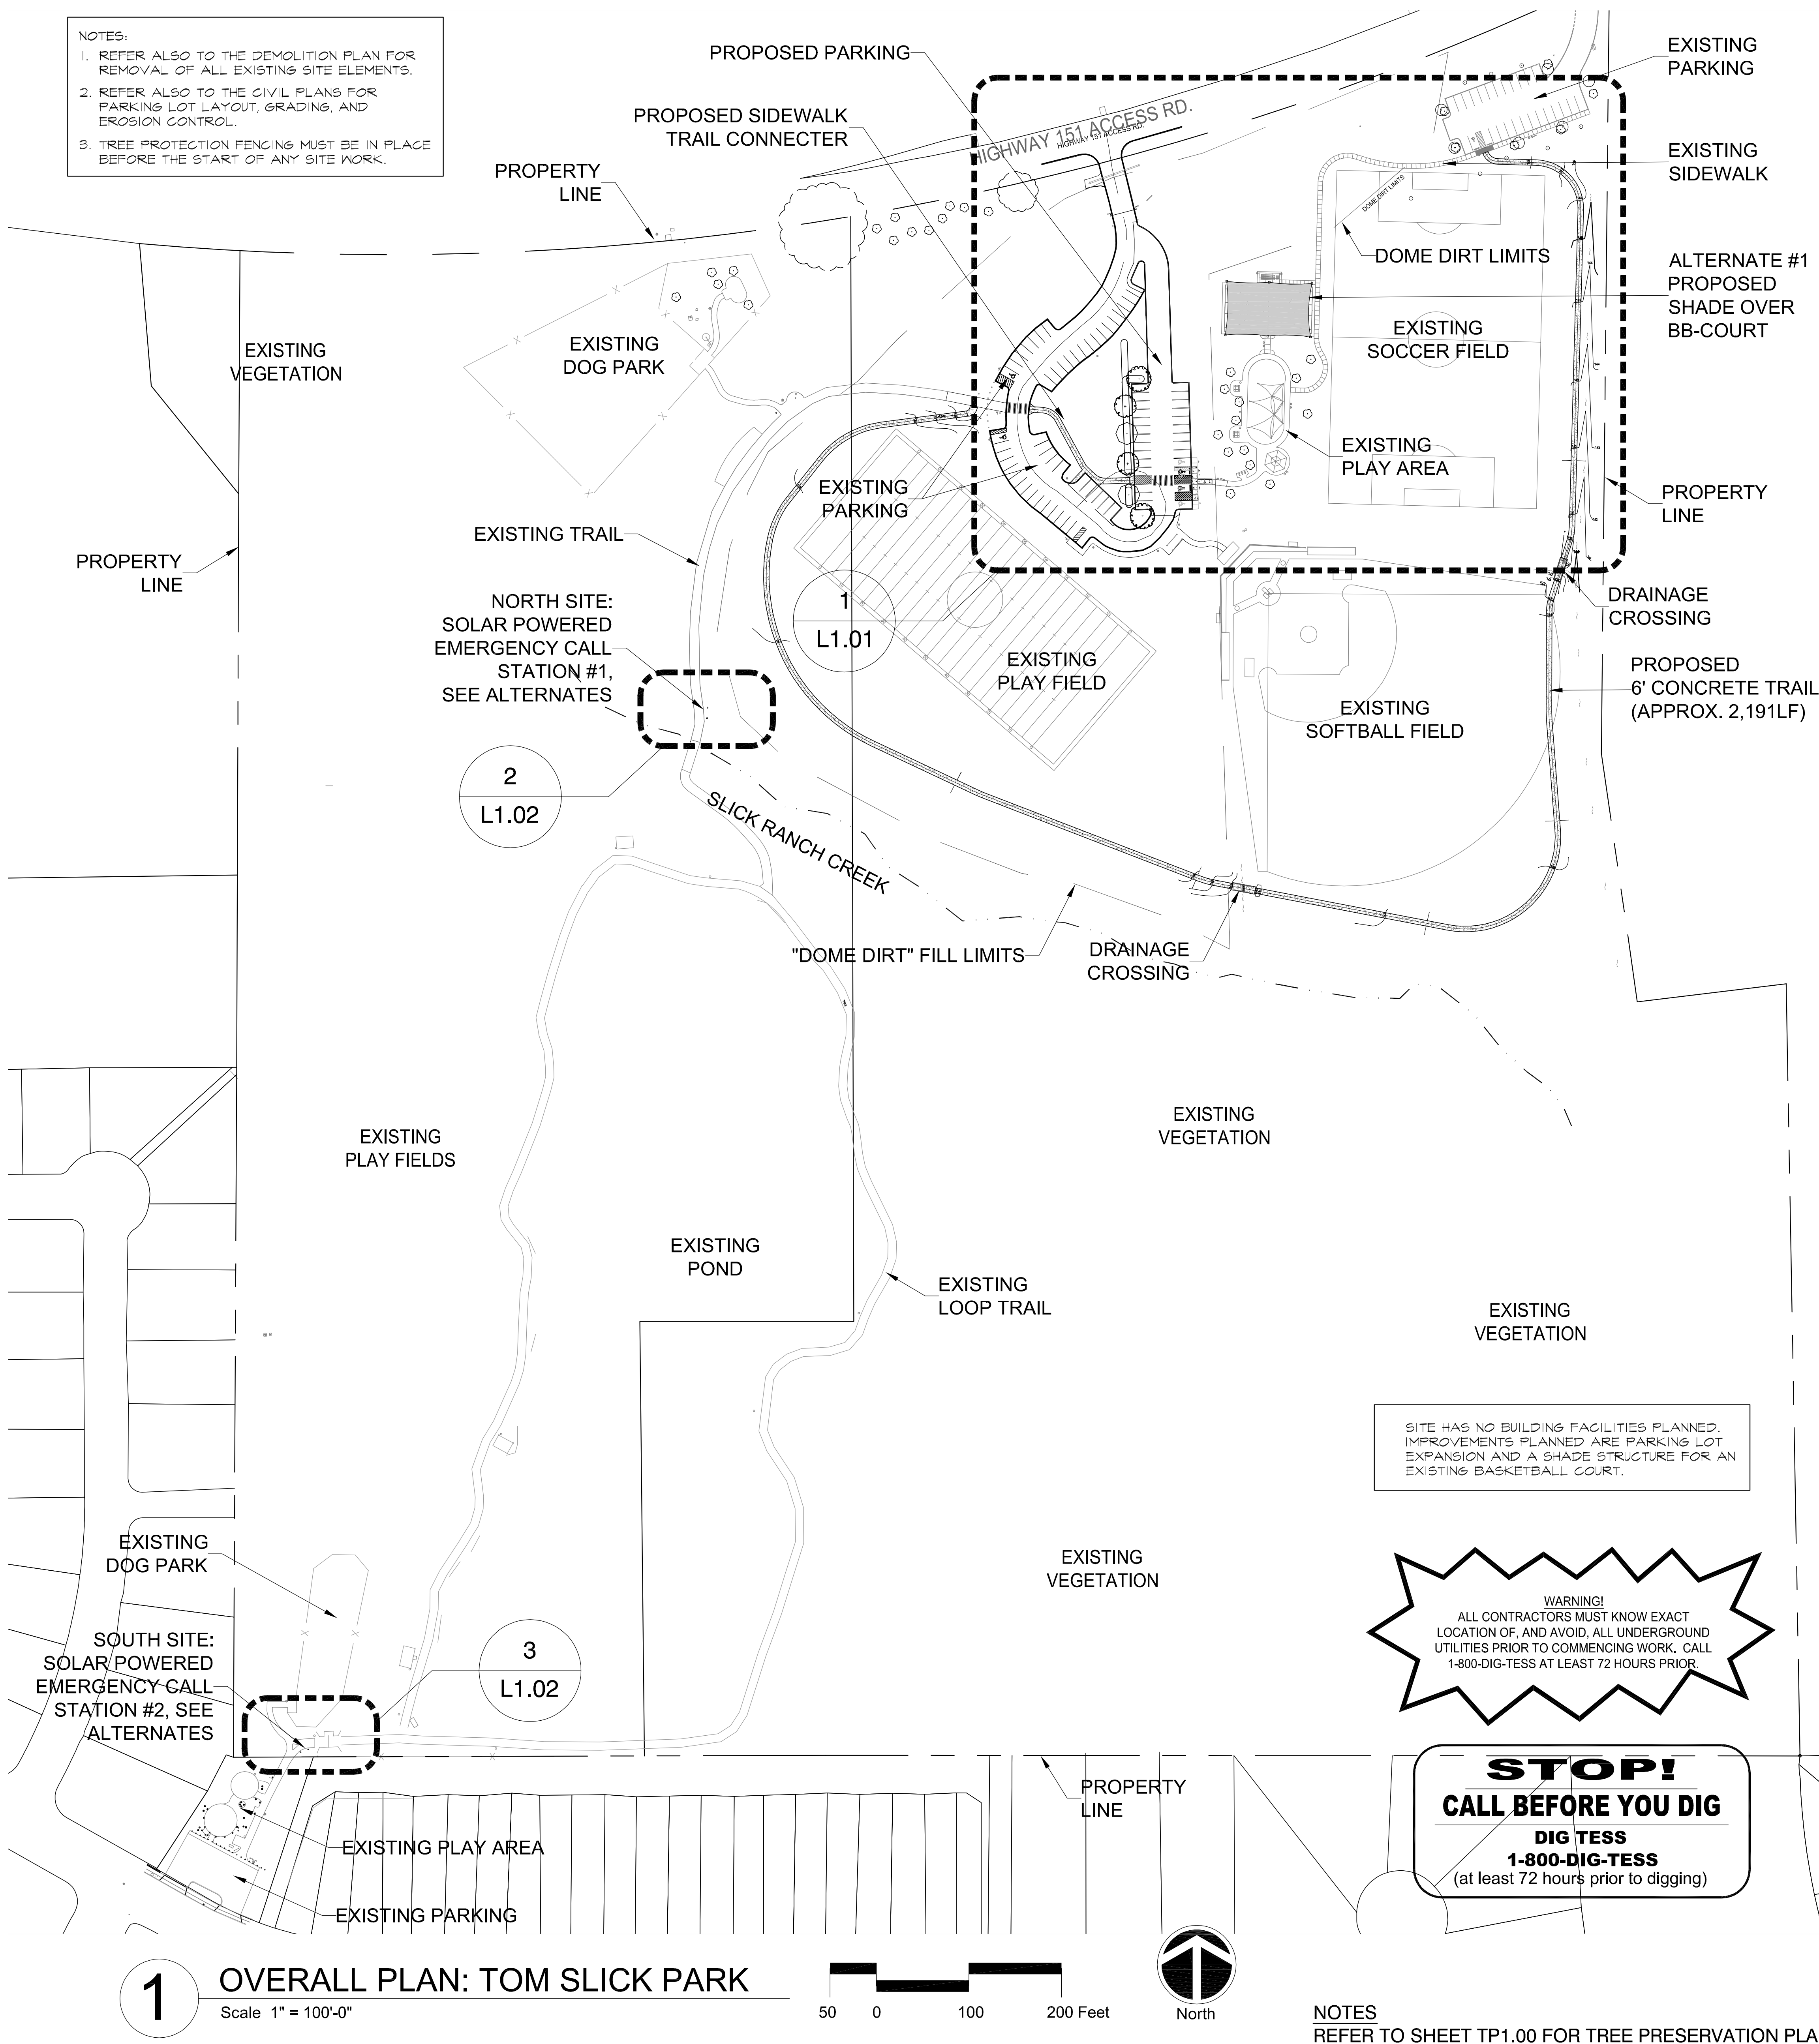 NOTES:
1. REFER ALSO TO THE DEMOLITION PLAN FOR
REMOVAL OF ALL EXISTING SITE ELEMENTS.
2. REFER ALSO TO THE CIVIL PLANS FOR
PARKING LOT LAYOUT, GRADING, AND
EROSION CONTROL.
3. TREE PROTECTION FENCING MUST BE IN PLACE
BEFORE THE START OF ANY SITE WORK.
PROPOSED PARKING
EXISTING
PARKING
PROPOSED SIDEWALK
TRAIL CONNECTER
HIGHWAY 151 ACCESS RD.
HIGHWAY 151 ACCESS RD.
EXISTING
SIDEWALK
PROPERTY
LINE
DOME DIRT LIMITS
DOME DIRT LIMITS
ALTERNATE #1
PROPOSED
SHADE OVER
BB-COURT
EXISTING
VEGETATION
EXISTING
DOG PARK
EXISTING
SOCCER FIELD
EXISTING
PLAY AREA
EXISTING
PARKING
PROPERTY
LINE
EXISTING TRAIL
PROPERTY
LINE
NORTH SITE:
SOLAR POWERED
EMERGENCY CALL
STATION #1,
SEE ALTERNATES
1
L1.01
DRAINAGE
CROSSING
EXISTING
PLAY FIELD
PROPOSED
6' CONCRETE TRAIL
(APPROX. 2,191LF)
EXISTING
SOFTBALL FIELD
2
L1.02
SLICK RANCH CREEK
"DOME DIRT" FILL LIMITS
DRAINAGE
CROSSING
EXISTING
PLAY FIELDS
EXISTING
VEGETATION
EXISTING
POND
EXISTING
LOOP TRAIL
EXISTING
VEGETATION
SITE HAS NO BUILDING FACILITIES PLANNED.
IMPROVEMENTS PLANNED ARE PARKING LOT
EXPANSION AND A SHADE STRUCTURE FOR AN
EXISTING BASKETBALL COURT.
EXISTING
DOG PARK
EXISTING
VEGETATION
WARNING!
ALL CONTRACTORS MUST KNOW EXACT
LOCATION OF, AND AVOID, ALL UNDERGROUND
UTILITIES PRIOR TO COMMENCING WORK. CALL
1-800-DIG-TESS AT LEAST 72 HOURS PRIOR.
SOUTH SITE:
SOLAR POWERED
EMERGENCY CALL
STATION #2, SEE
ALTERNATES
3
L1.02
STOP!
CALL BEFORE YOU DIG
DIG TESS
1-800-DIG-TESS
(at least 72 hours prior to digging)
PROPERTY
LINE
EXISTING PLAY AREA
EXISTING PARKING
1
OVERALL PLAN: TOM SLICK PARK
Scale 1" = 100'-0"
50 0 100 200 Feet
North
NOTES
REFER TO SHEET TP1.00 FOR TREE PRESERVATION PLA